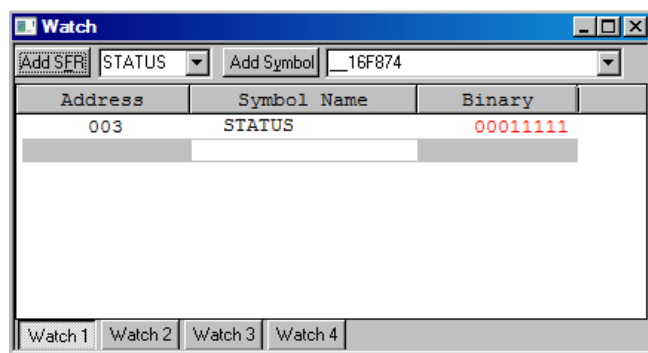 Watch
Add SFR STATUS Add Symbol __16F874
Address Symbol Name Binary
003 STATUS 00011111
Watch 1 Watch 2 Watch 3 Watch 4